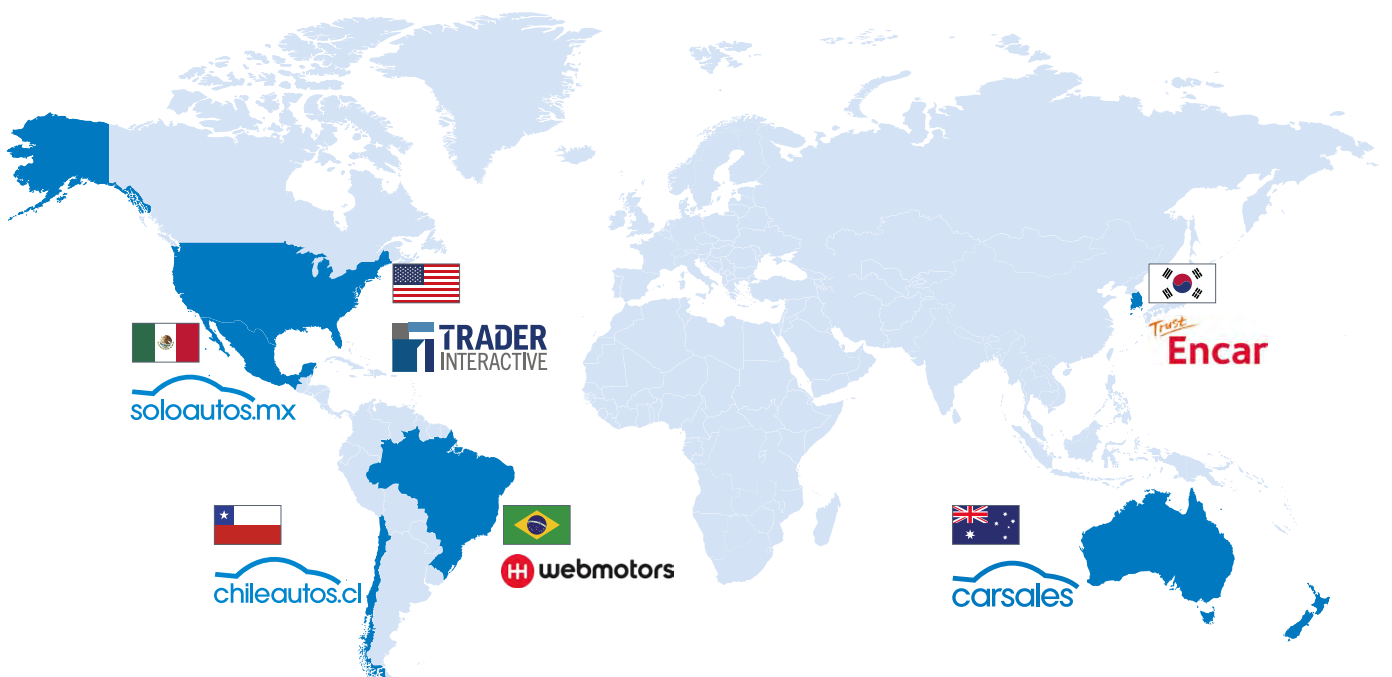 TRADER
INTERACTIVE
soloautos.mx
Trust
Encar
chileautos.cl
webmotors
carsales